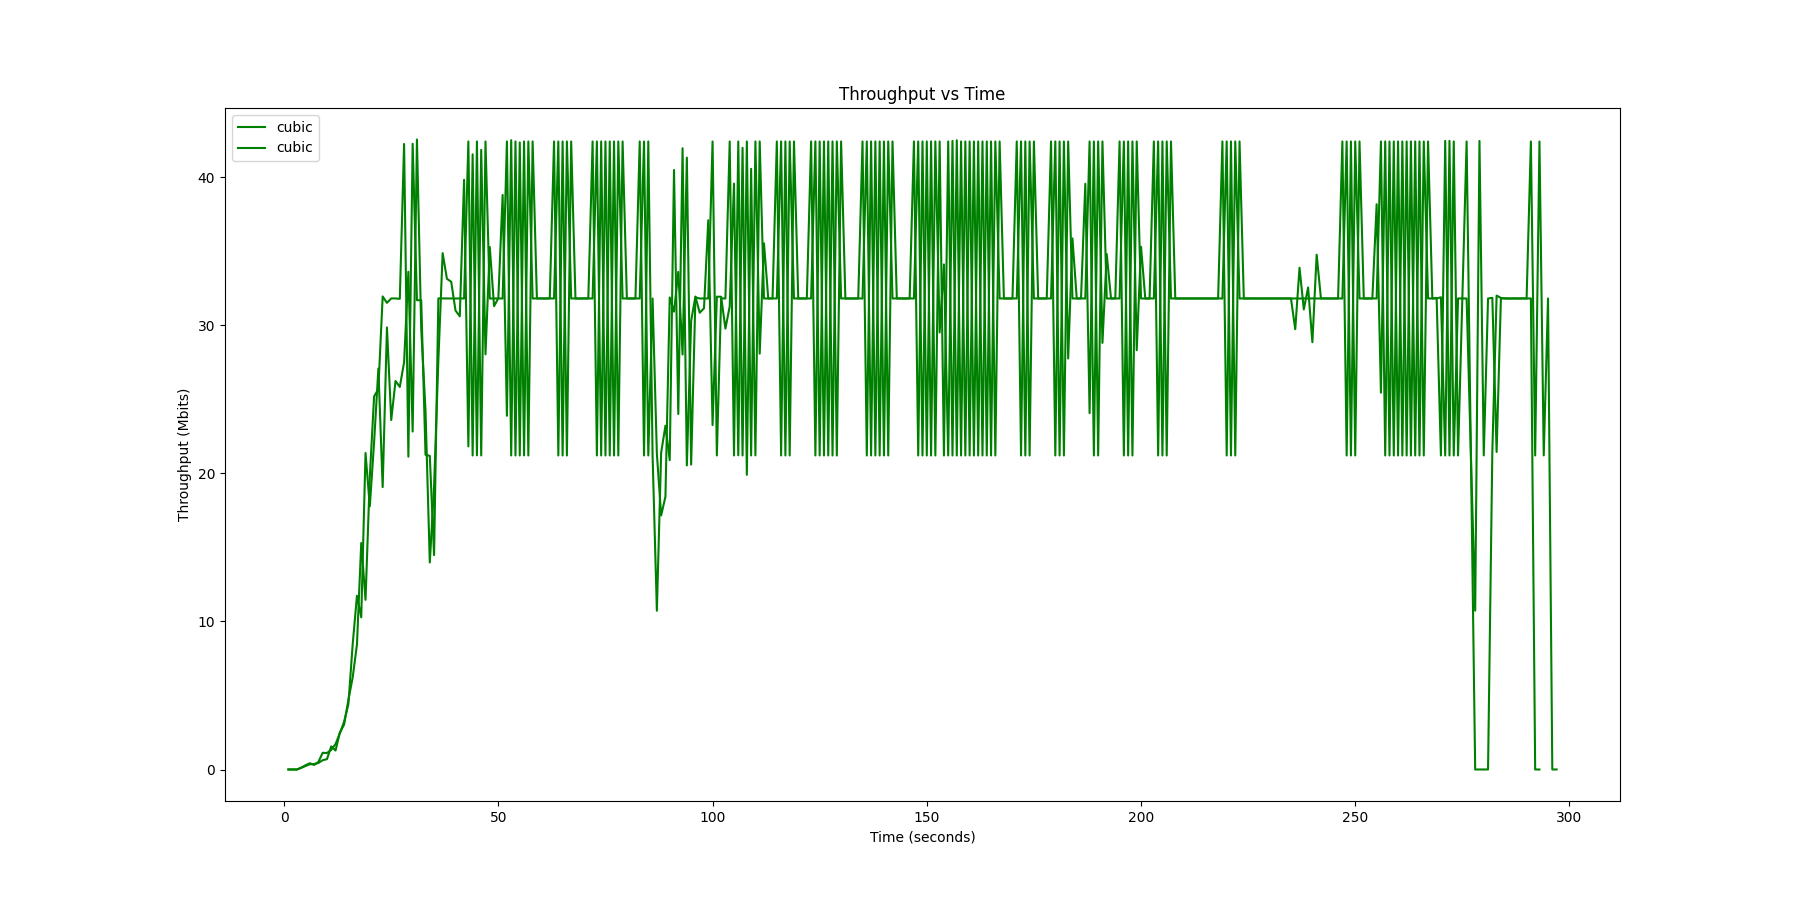 Throughput vs Time
cubic
cubic
Throughput (Mbits)
40
30
20
10
0
0 50 100 150 200 250 300
Time (seconds)